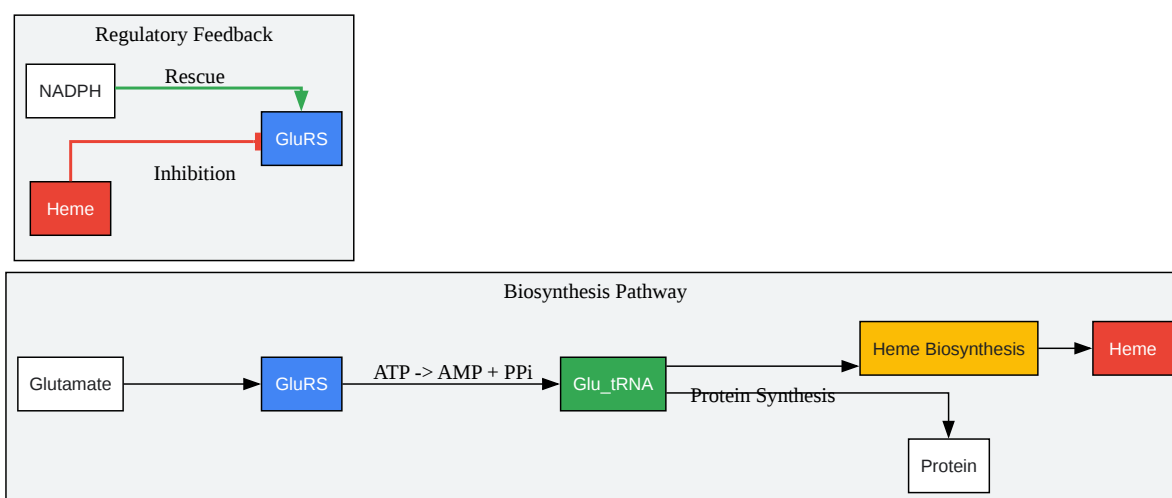 Regulatory Feedback
NADPH
Rescue
GluRS
Inhibition
Heme
Biosynthesis Pathway
Glutamate
GluRS
ATP -> AMP + PPi
Glu_tRNA
Heme Biosynthesis
Heme
Protein Synthesis
Protein